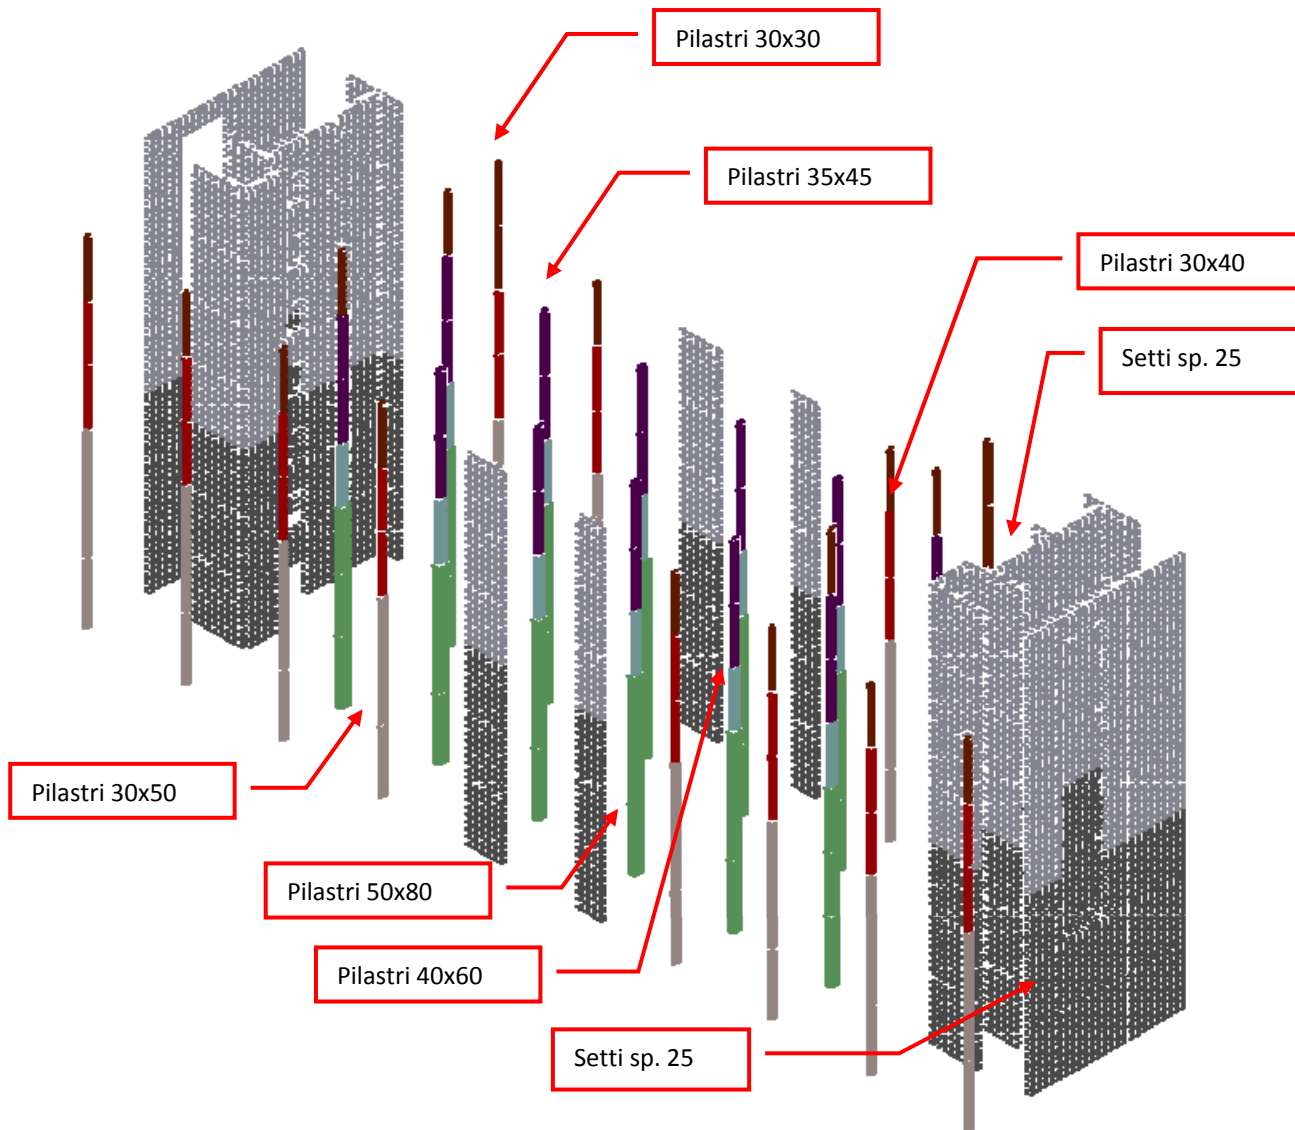 Pilastri 30x30
Pilastri 35x45
Pilastri 30x40
Setti sp. 25
Pilastri 30x50
Pilastri 50x80
Pilastri 40x60
Setti sp. 25